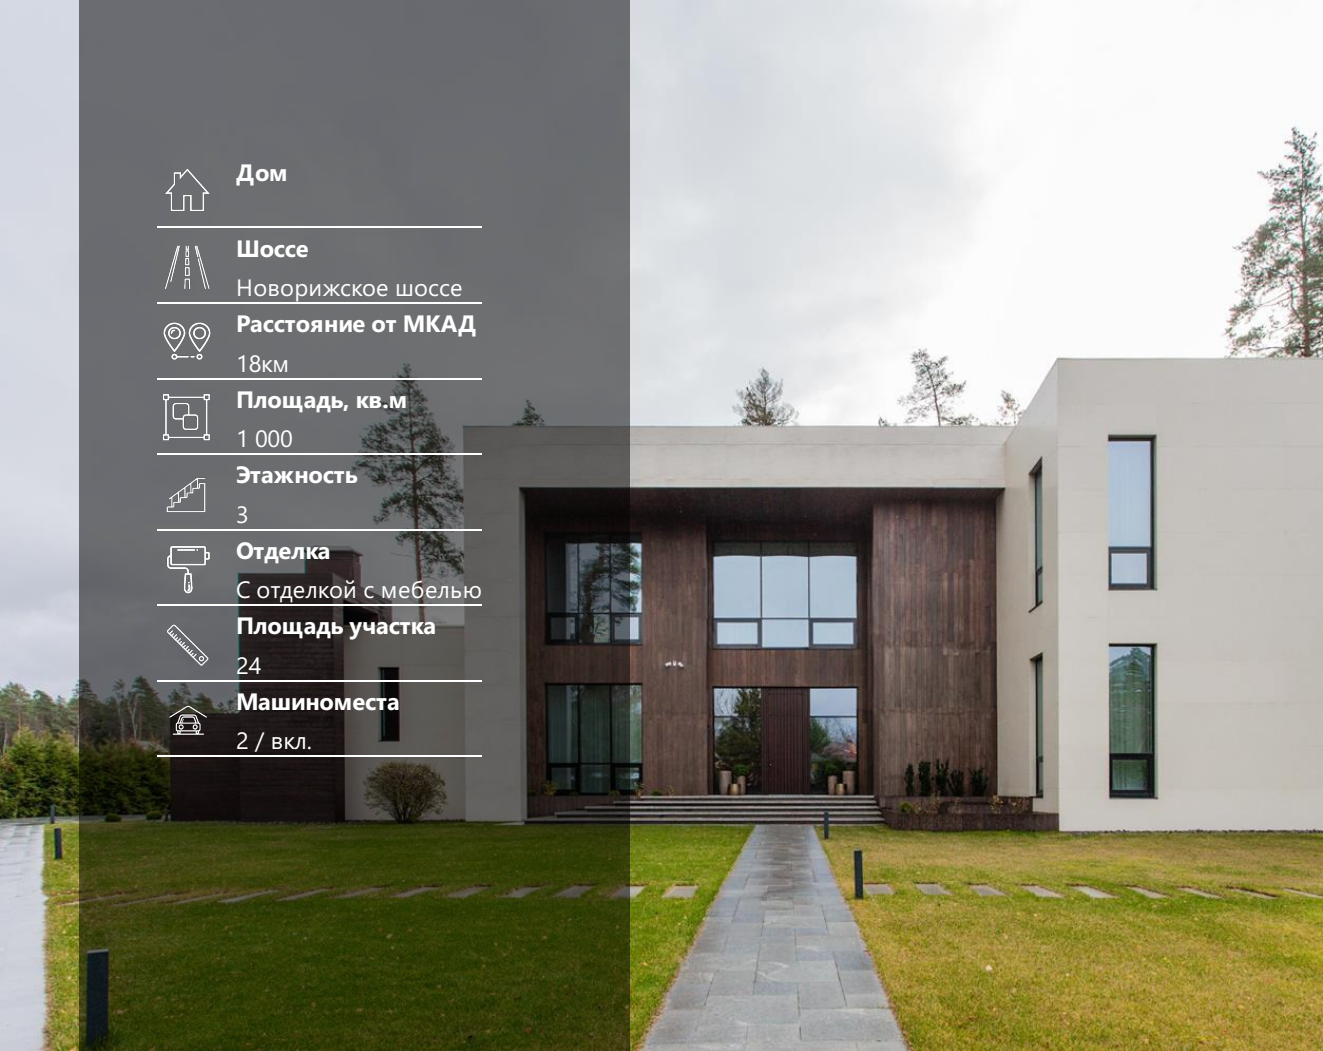 Дом
Шоссе
Новорижское шоссе
Расстояние от МКАД
18км
Площадь, кв.м
1 000
Этажность
3
Отделка
С отделкой с мебелью
Площадь участка
24
Машиноместа
2 / вкл.